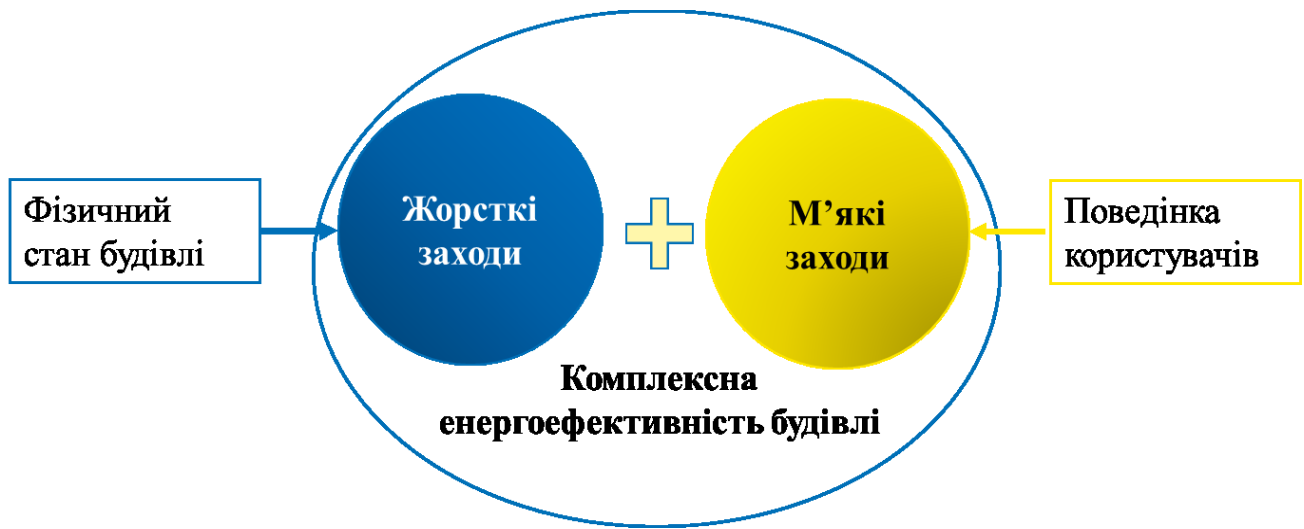 Фізичний
стан будівлі
Жорсткі
заходи
М’які
заходи
Поведінка
користувачів
Комплексна
енергоефективність будівлі